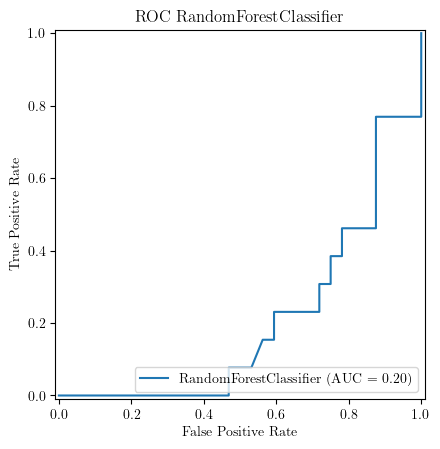 ROC RandomForestClassifier
1.0
0.8
0.6
0.4
0.2
0.0
True Positive Rate
RandomForestClassifier (AUC = 0.20)
0.0 0.2 0.4 0.6 0.8 1.0
False Positive Rate